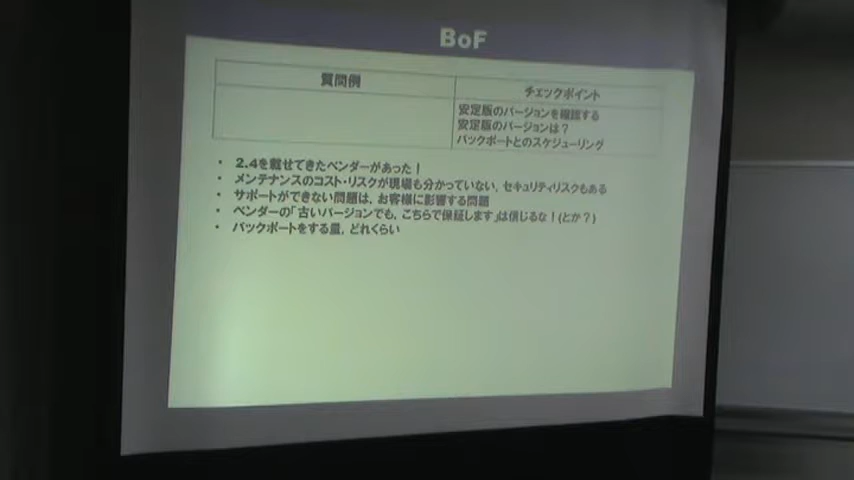 BoF
質問例
チェックポイント
安定版のバージョンを確認する
安定版のバージョンは？
バックポートとのスケジューリング
・ 2.4を載せてきたベンダーがあった！
・ メンテナンスのコスト・リスクが現場も分かっていない，セキュリティリスクもある
・ サポートができない問題は，お客様に影響する問題
・ ベンダーの「古いバージョンでも，こちらで保証します」は信じるな！(とか？)
・ バックポートをする量，どれくらい